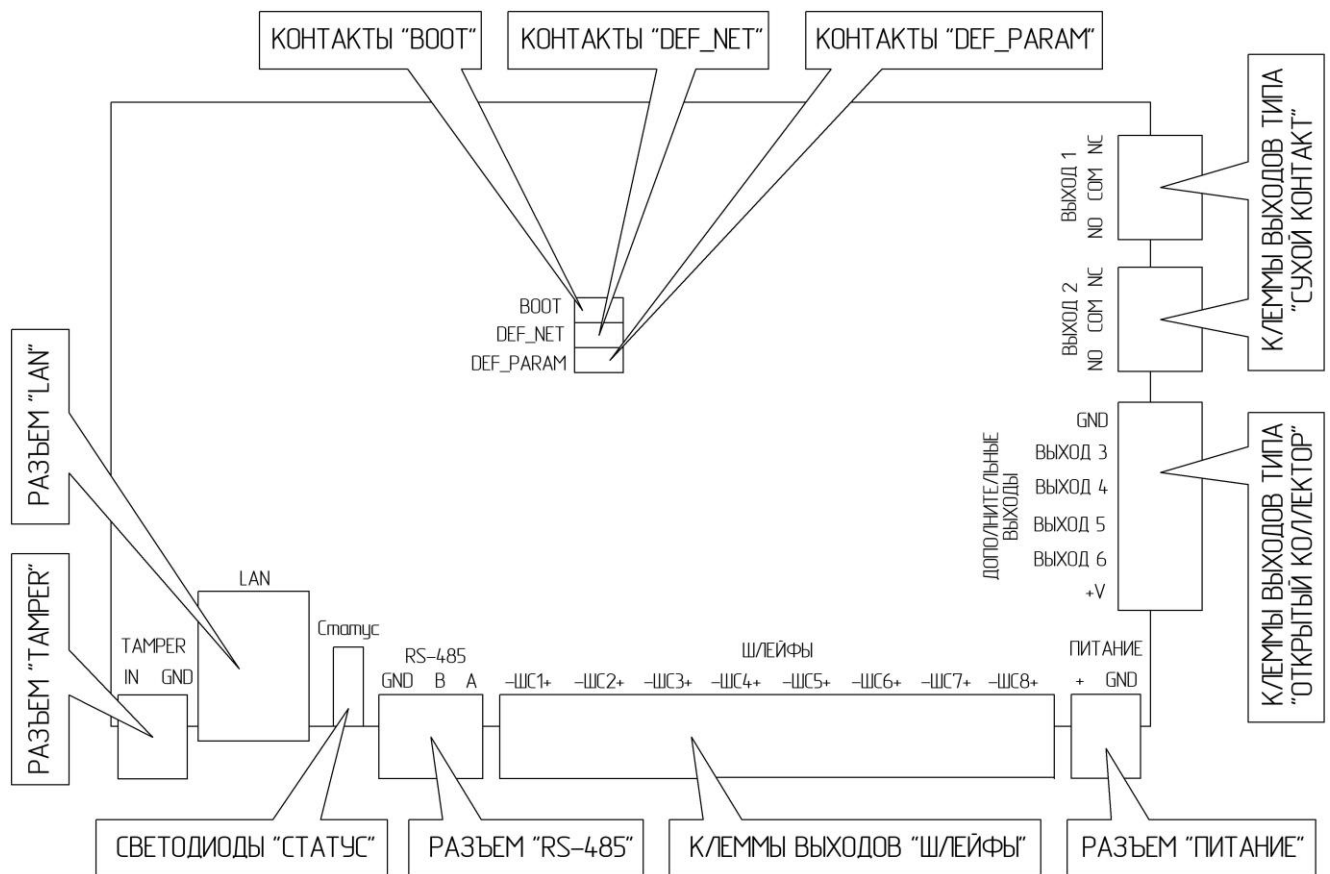 КОНТАКТЫ "BOOT"
КОНТАКТЫ "DEF_NET"
КОНТАКТЫ "DEF_PARAM"
КЛЕММЫ ВЫХОДОВ ТИПА
"СУХОЙ КОНТАКТ"
ВЫХОД 1
NO COM NC
ВЫХОД 2
NO COM NC
BOOT
DEF_NET
DEF_PARAM
РАЗЪЕМ "LAN"
РАЗЪЕМ "TAMPER"
КЛЕММЫ ВЫХОДОВ ТИПА
"ОТКРЫТЫЙ КОЛЛЕКТОР"
ДОПОЛНИТЕЛЬНЫЕ
ВЫХОДЫ
GND
ВЫХОД 3
ВЫХОД 4
ВЫХОД 5
ВЫХОД 6
+V
LAN
TAMPER
IN GND
Статус
RS-485
GND B A
ШЛЕЙФЫ
-ШС1+ -ШС2+ -ШС3+ -ШС4+ -ШС5+ -ШС6+ -ШС7+ -ШС8+
ПИТАНИЕ
+ GND
СВЕТОДИОДЫ "СТАТУС"
РАЗЪЕМ "RS-485"
КЛЕММЫ ВЫХОДОВ "ШЛЕЙФЫ"
РАЗЪЕМ "ПИТАНИЕ"